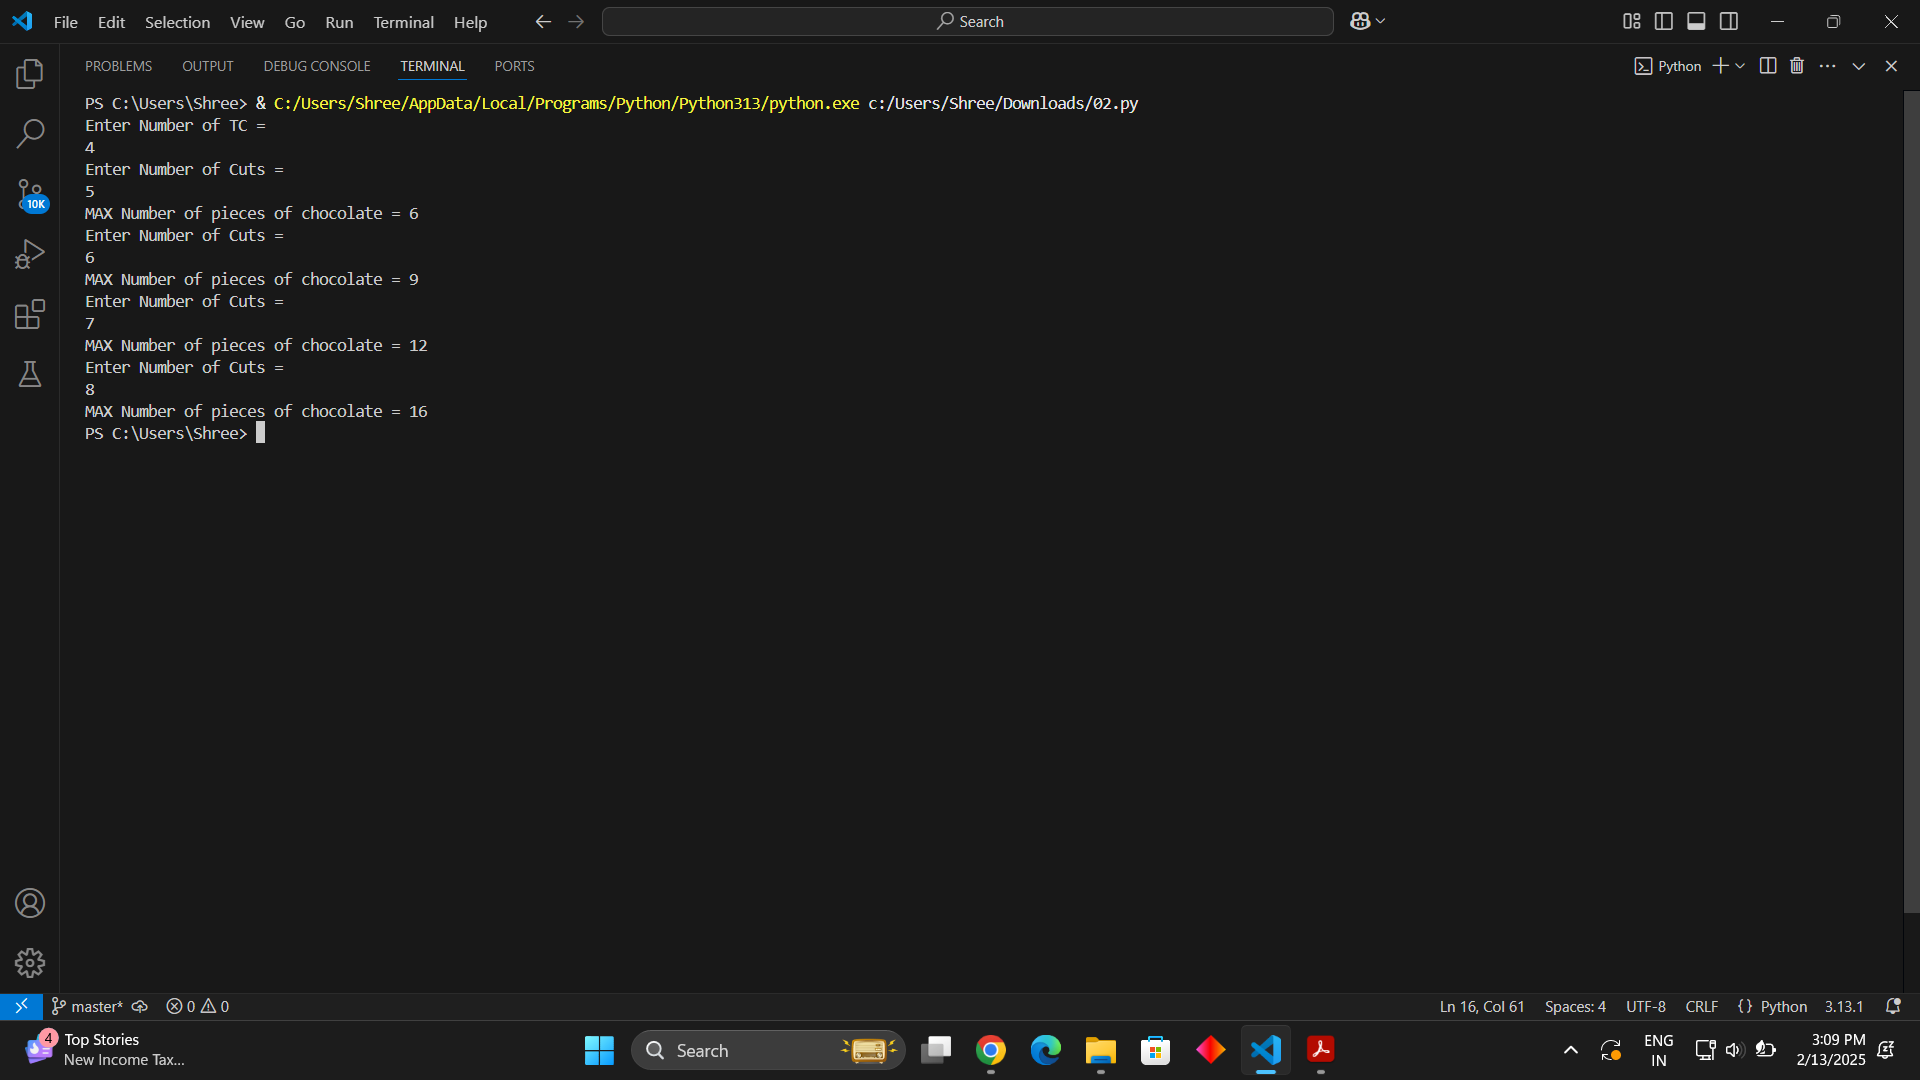 File Edit Selection View Go Run Terminal Help
Search
PROBLEMS OUTPUT DEBUG CONSOLE TERMINAL PORTS
Python
PS C:\Users\Shree> & C:/Users/Shree/AppData/Local/Programs/Python/Python313/python.exe c:/Users/Shree/Downloads/02.py
Enter Number of TC =
4
Enter Number of Cuts =
5
MAX Number of pieces of chocolate = 6
Enter Number of Cuts =
6
MAX Number of pieces of chocolate = 9
Enter Number of Cuts =
7
MAX Number of pieces of chocolate = 12
Enter Number of Cuts =
8
MAX Number of pieces of chocolate = 16
PS C:\Users\Shree>
10K
master* 0 0
Ln 16, Col 61 Spaces: 4 UTF-8 CRLF {} Python 3.13.1
4
Top Stories
New Income Tax...
Search
ENG
IN
3:09 PM
2/13/2025